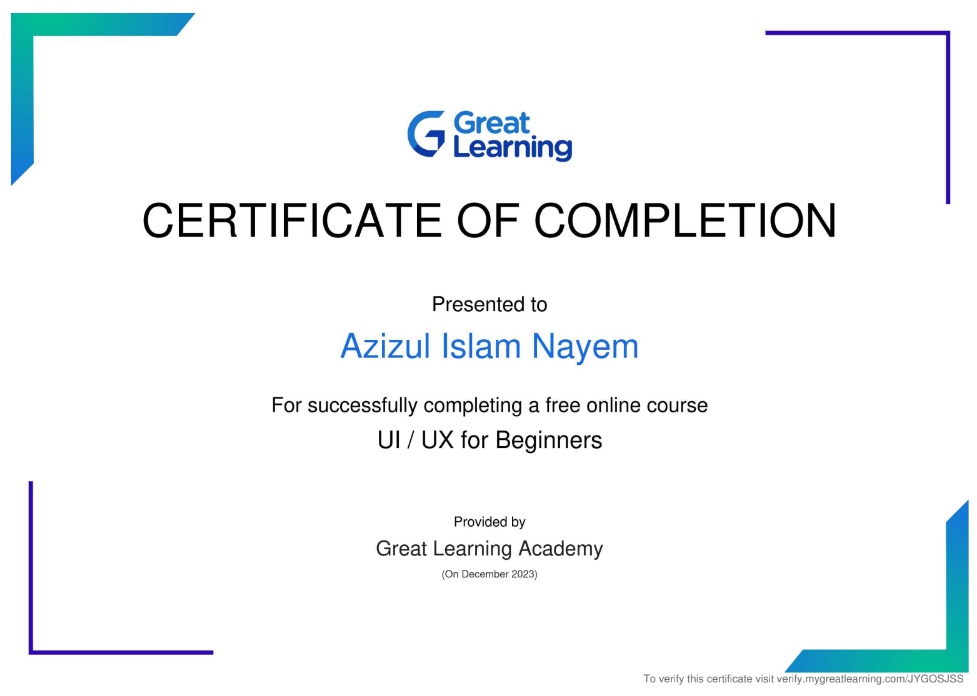 Great
Learning
CERTIFICATE OF COMPLETION
Presented to
Azizul Islam Nayem
For successfully completing a free online course
UI / UX for Beginners
Provided by
Great Learning Academy
(On December 2023)
To verify this certificate visit verify.mygreatlearning.com/JYGOSJSS